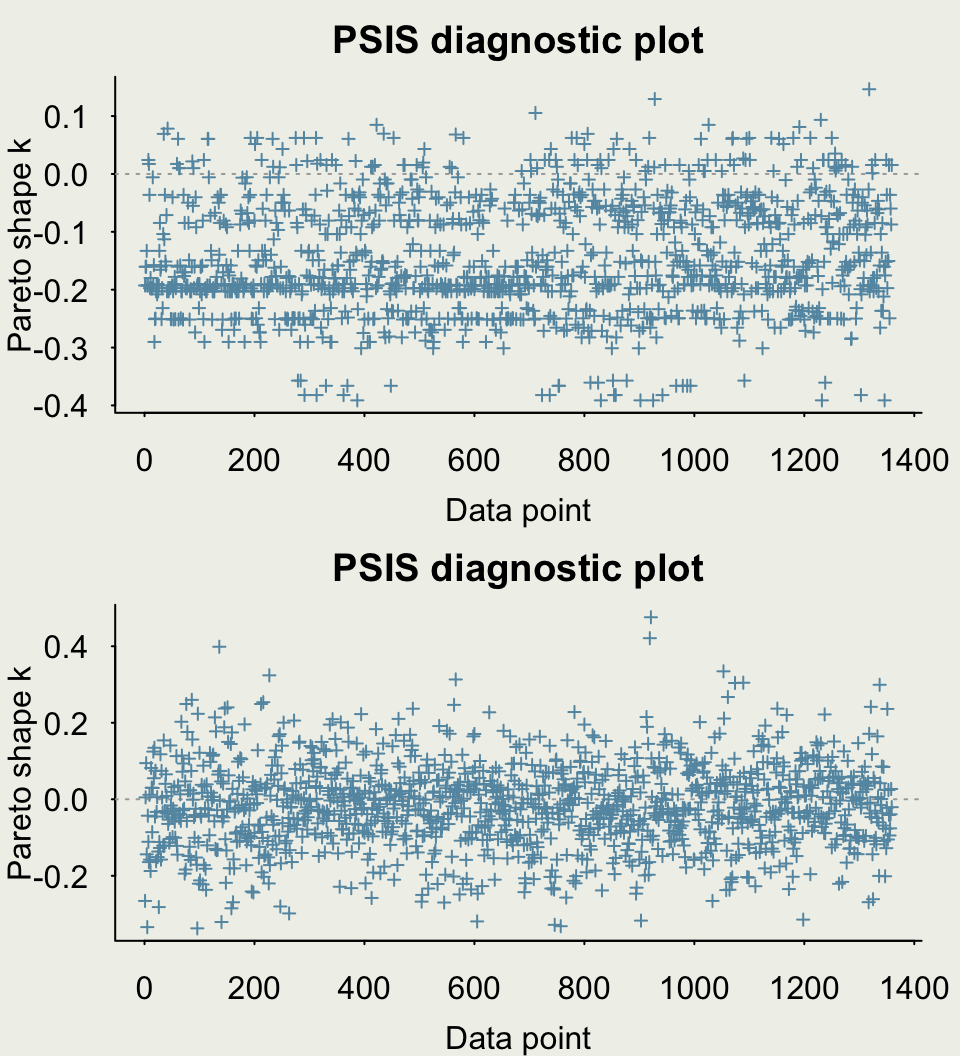 PSIS diagnostic plot
Pareto shape k
0.1
0.0
-0.1
-0.2
-0.3
-0.4
0 200 400 600 800 1000 1200 1400
Data point
PSIS diagnostic plot
Pareto shape k
0.4
0.2
0.0
-0.2
0 200 400 600 800 1000 1200 1400
Data point